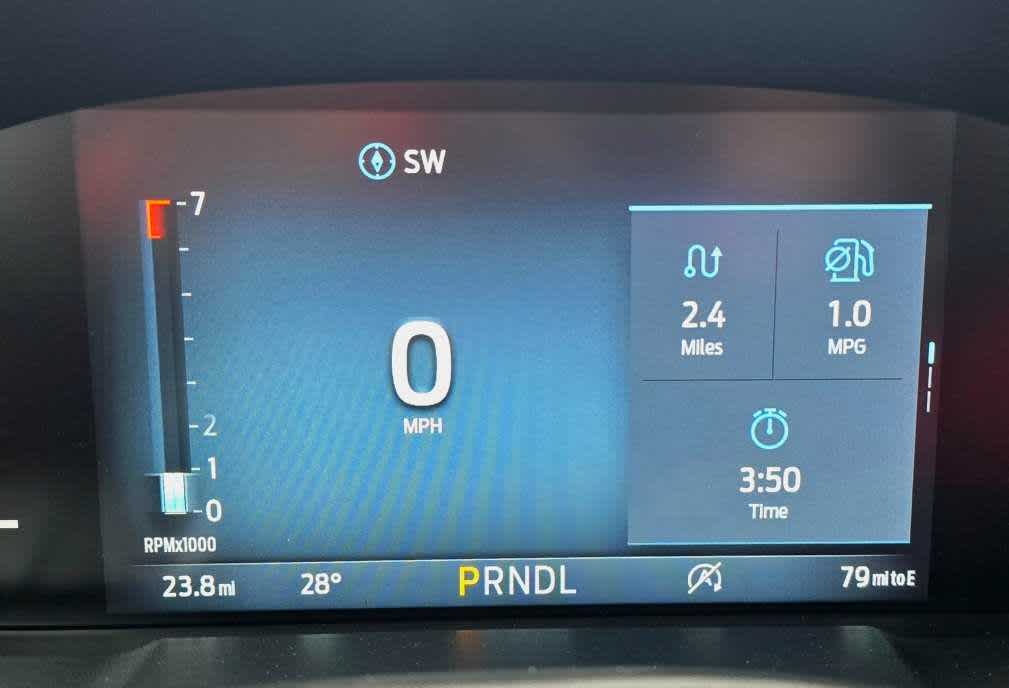 SW
7
2
1
0
RPMx1000
0
MPH
2.4
Miles
1.0
MPG
3:50
Time
23.8 mi
28°
PRNDL
79 mi to E